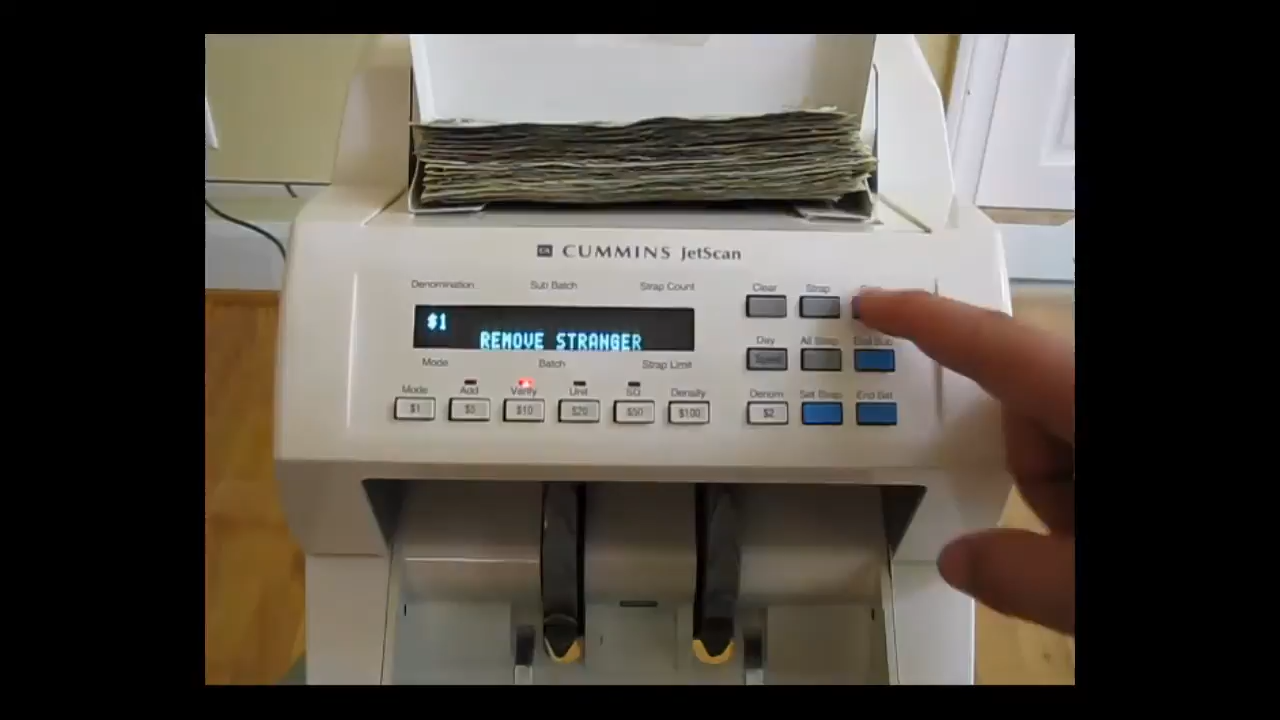 CA CUMMINS JetScan
Denomination Sub Batch Strap Count
$1
REMOVE STRANGER
Mode Batch Strap Limit
Clear Strap
Day All Strap End Sub
Speed
Mode Add Verify Unit SO Density
$1 $5 $10 $20 $50 $100
Denom Set Strap End Bat
$2